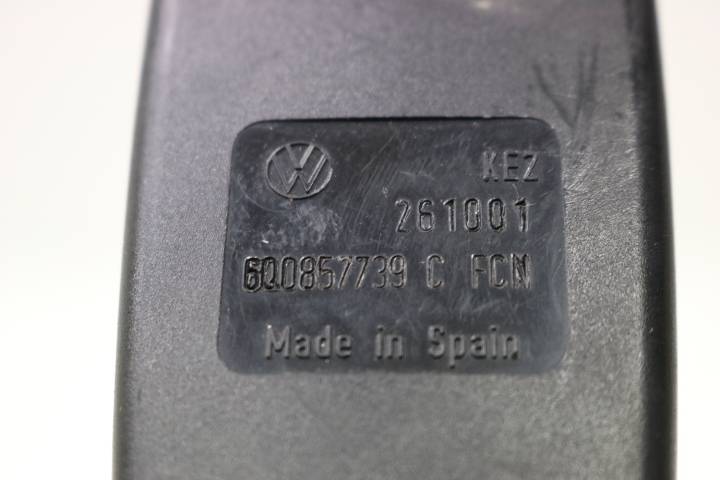 KEZ
261001
6Q0857739 C FCN
Made in Spain